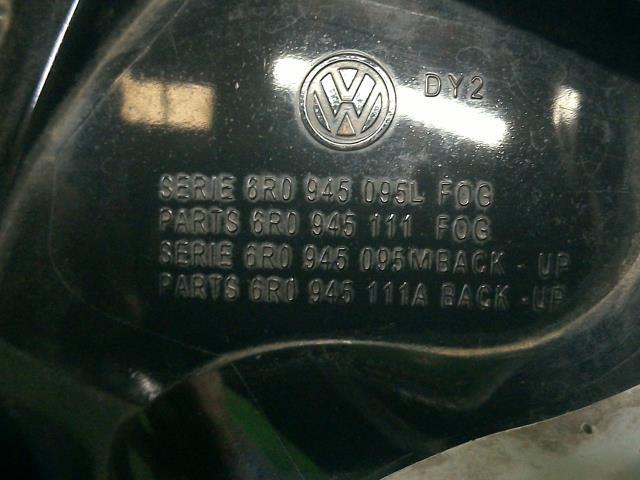 VW DY2
SERIE 6R0 945 095L FOG
PARTS 6R0 945 111 FOG
SERIE 6R0 945 095M BACK - UP
PARTS 6R0 945 111A BACK -UP